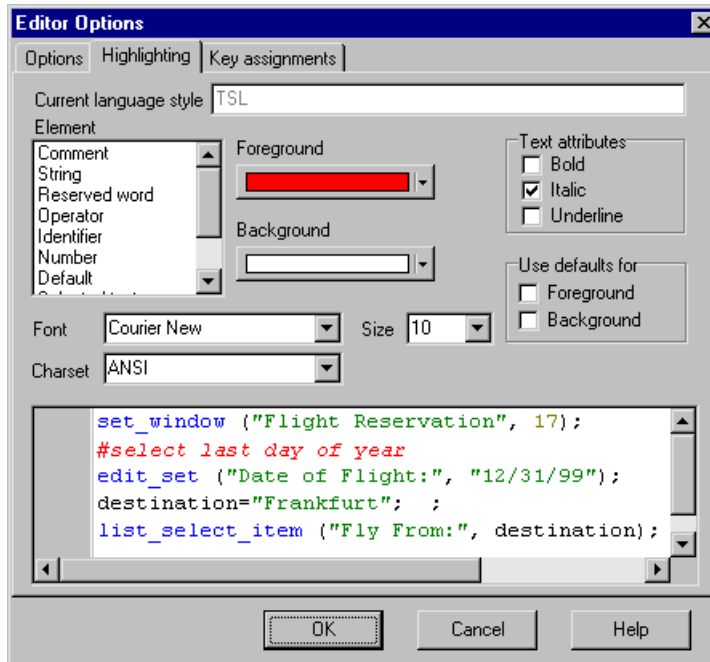 Editor Options
Options Highlighting Key assignments
Current language style TSL
Element
Comment
String
Reserved word
Operator
Identifier
Number
Default
Foreground
Background
Text attributes
Bold
Italic
Underline
Use defaults for
Foreground
Background
Font Courier New Size 10
Charset ANSI
set_window ("Flight Reservation", 17);
#select last day of year
edit_set ("Date of Flight:", "12/31/99");
destination="Frankfurt"; ;
list_select_item ("Fly From:", destination);
OK Cancel Help